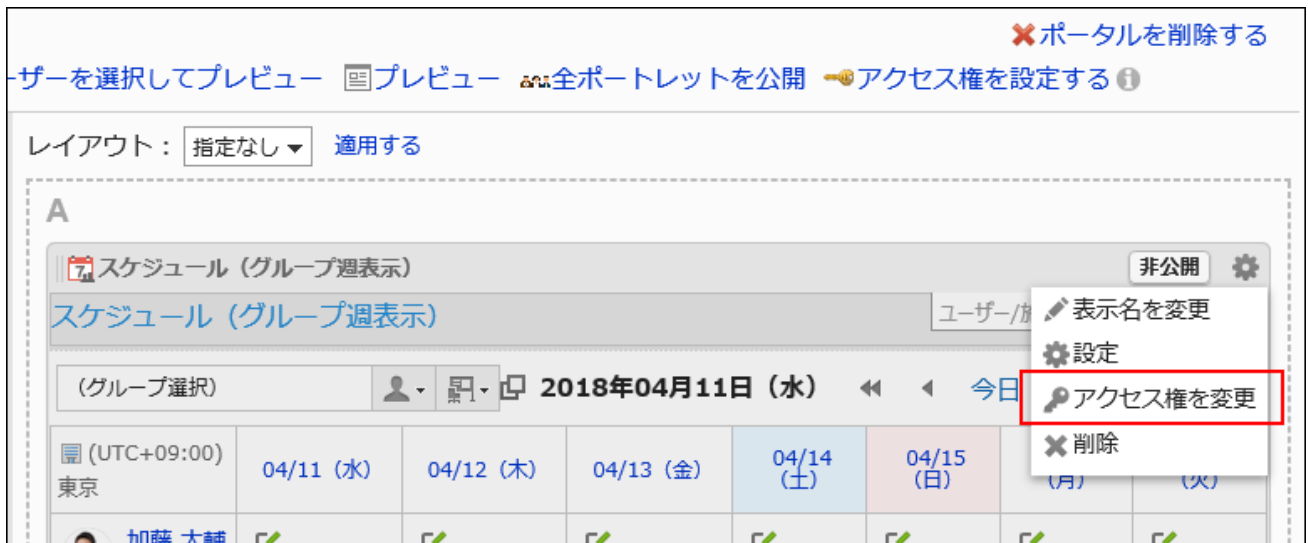 ポータルを削除する
ーザーを選択してプレビュー プレビュー 全ポートレットを公開 アクセス権を設定する
レイアウト： 指定なし 適用する
A
スケジュール（グループ週表示） 非公開
スケジュール（グループ週表示） ユーザー/施
表示名を変更
設定
（グループ選択） 2018年04月11日（水） 今日
アクセス権を変更
削除
(UTC+09:00)
東京
04/11（水） 04/12（木） 04/13（金） 04/14
（土） 04/15
（日） （月） （火）
加藤 大輔